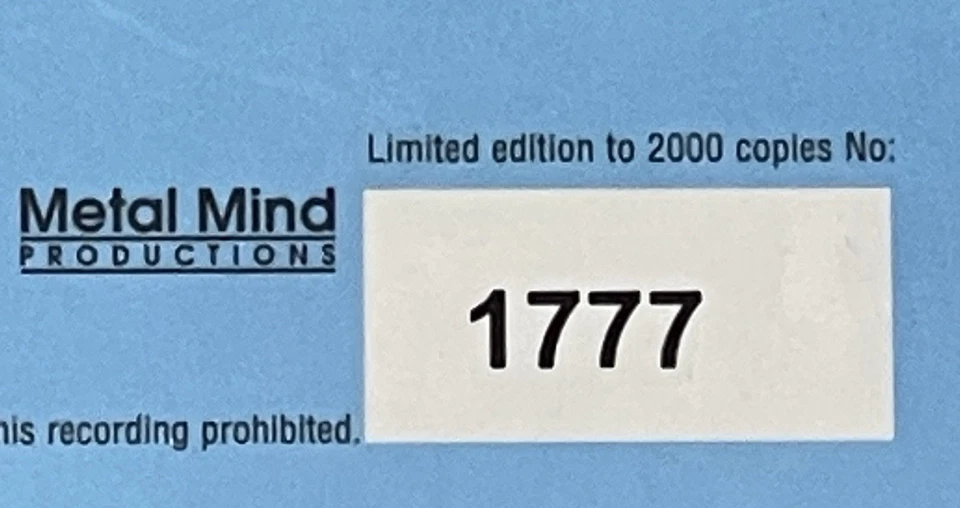 Limited edition to 2000 copies No:
Metal Mind
PRODUCTIONS
1777
his recording prohibited.